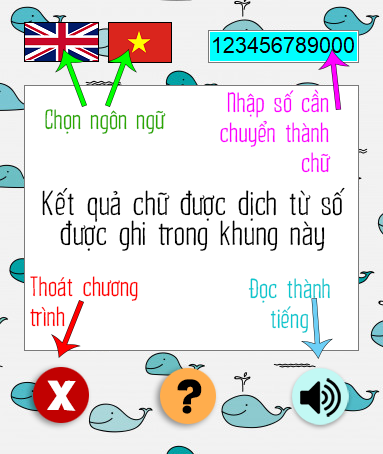 123456789000
Chọn ngôn ngữ
Nhập số cần
chuyển thành
chữ
Kết quả chữ được dịch từ số
được ghi trong khung này
Thoát chương
trình
Đọc thành
tiếng
X
?